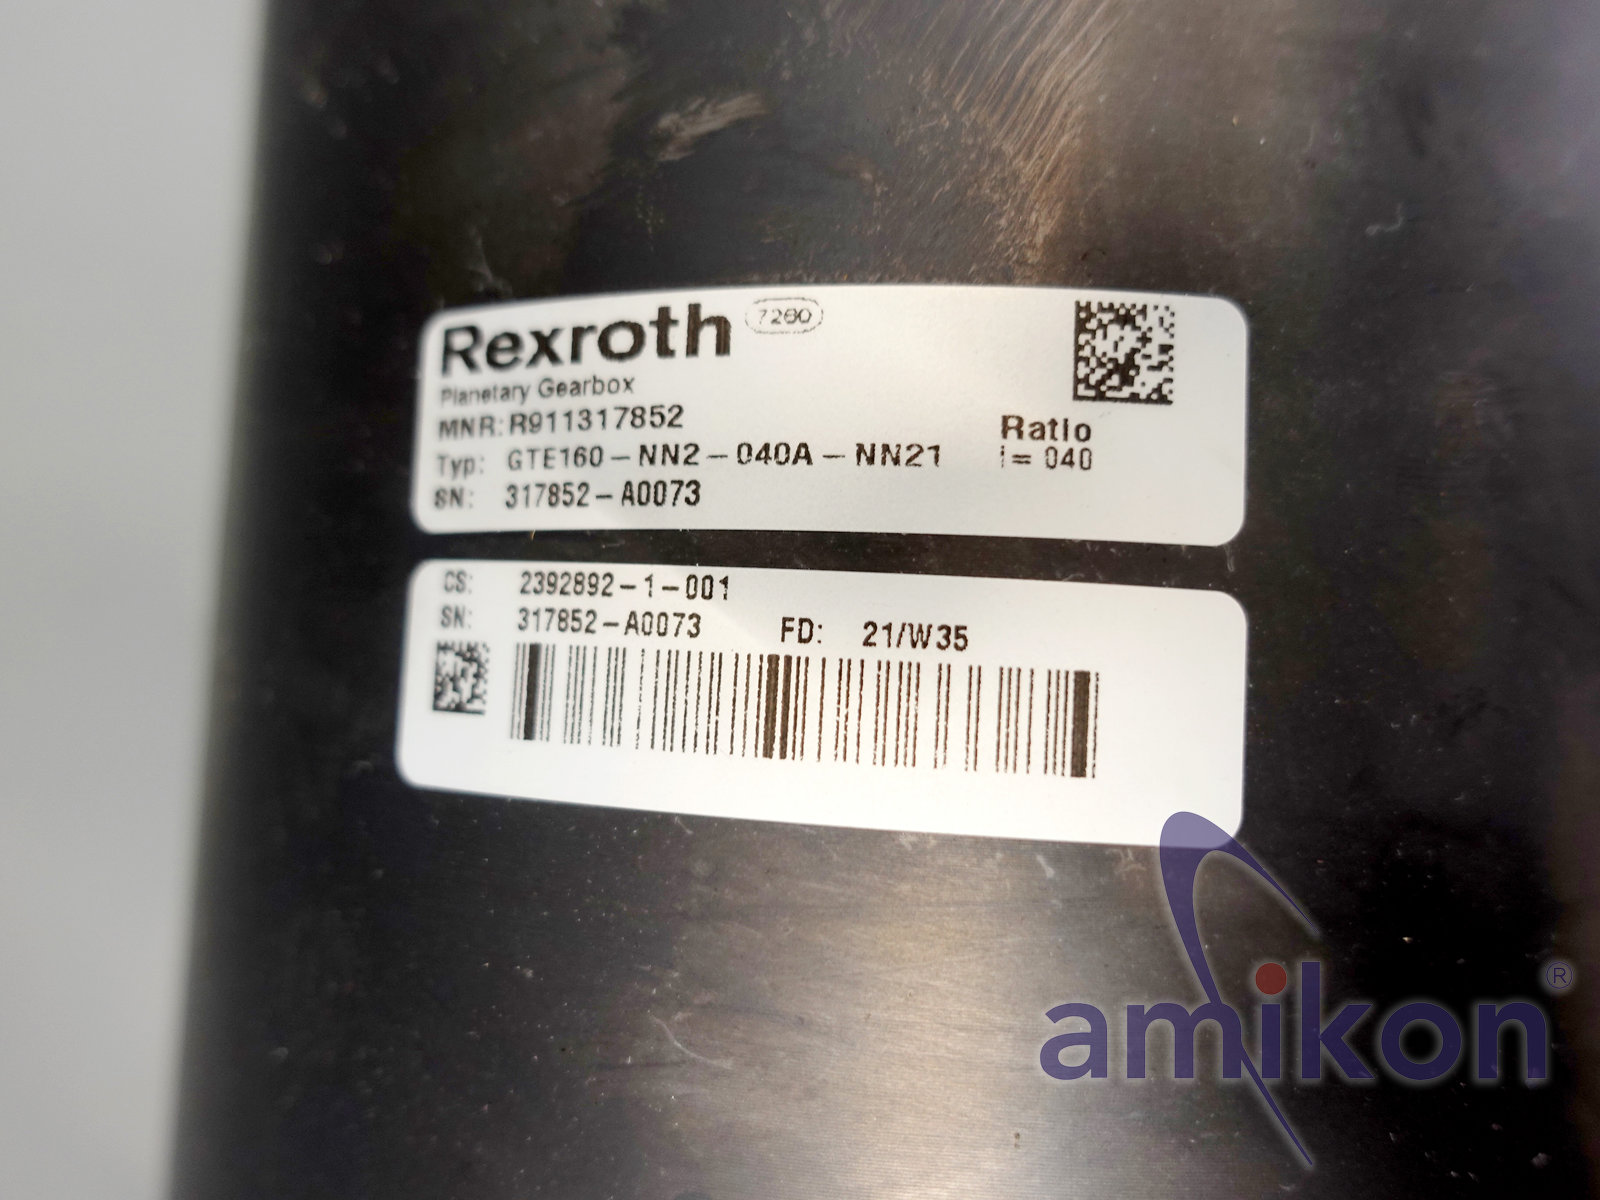 Rexroth 7260
Planetary Gearbox
MNR: R911317852
Typ: GTE160-NN2-040A-NN21
SN: 317852-A0073
Ratio
i= 040
CS: 2392892-1-001
SN: 317852-A0073 FD: 21/W35
amikon®